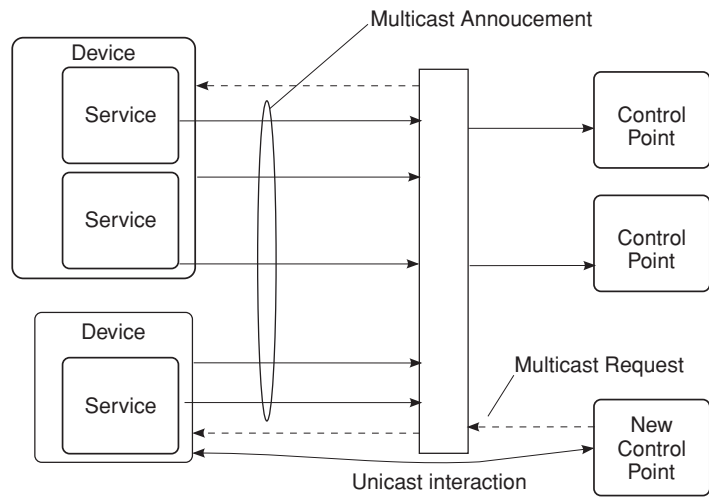 Multicast Annoucement
Device
Service
Service
Control
Point
Control
Point
Device
Service
Multicast Request
New
Control
Point
Unicast interaction